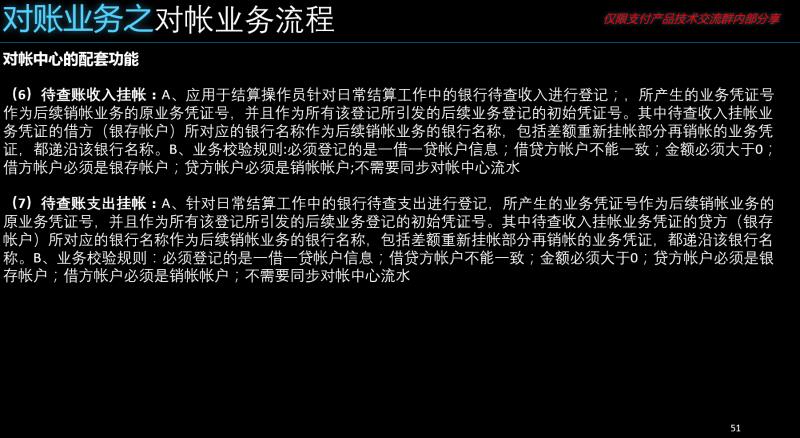 对账业务之对帐业务流程
仅限支付产品技术交流群内部分享
对帐中心的配套功能
（6）待查账收入挂帐：A、应用于结算操作员针对日常结算工作中的银行待查收入进行登记；，所产生的业务凭证号
作为后续销帐业务的原业务凭证号，并且作为所有该登记所引发的后续业务登记的初始凭证号。其中待查收入挂帐业
务凭证的借方（银存帐户）所对应的银行名称作为后续销帐业务的银行名称，包括差额重新挂帐部分再销帐的业务凭
证，都递沿该银行名称。B、业务校验规则:必须登记的是一借一贷帐户信息；借贷方帐户不能一致；金额必须大于0；
借方帐户必须是银存帐户；贷方帐户必须是销帐帐户;不需要同步对帐中心流水
（7）待查账支出挂帐：A、针对日常结算工作中的银行待查支出进行登记，所产生的业务凭证号作为后续销帐业务的
原业务凭证号，并且作为所有该登记所引发的后续业务登记的初始凭证号。其中待查收入挂帐业务凭证的贷方（银存
帐户）所对应的银行名称作为后续销帐业务的银行名称，包括差额重新挂帐部分再销帐的业务凭证，都递沿该银行名
称。B、业务校验规则：必须登记的是一借一贷帐户信息；借贷方帐户不能一致；金额必须大于0；贷方帐户必须是银
存帐户；借方帐户必须是销帐帐户；不需要同步对帐中心流水
51